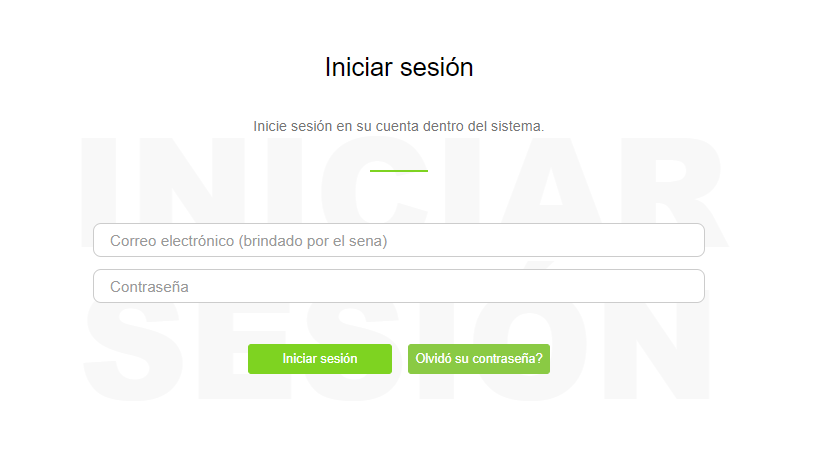 Iniciar sesión
Inicie sesión en su cuenta dentro del sistema.
INICIAR
Correo electrónico (brindado por el sena)
Contraseña
SESIÓN
Iniciar sesión
Olvidó su contraseña?